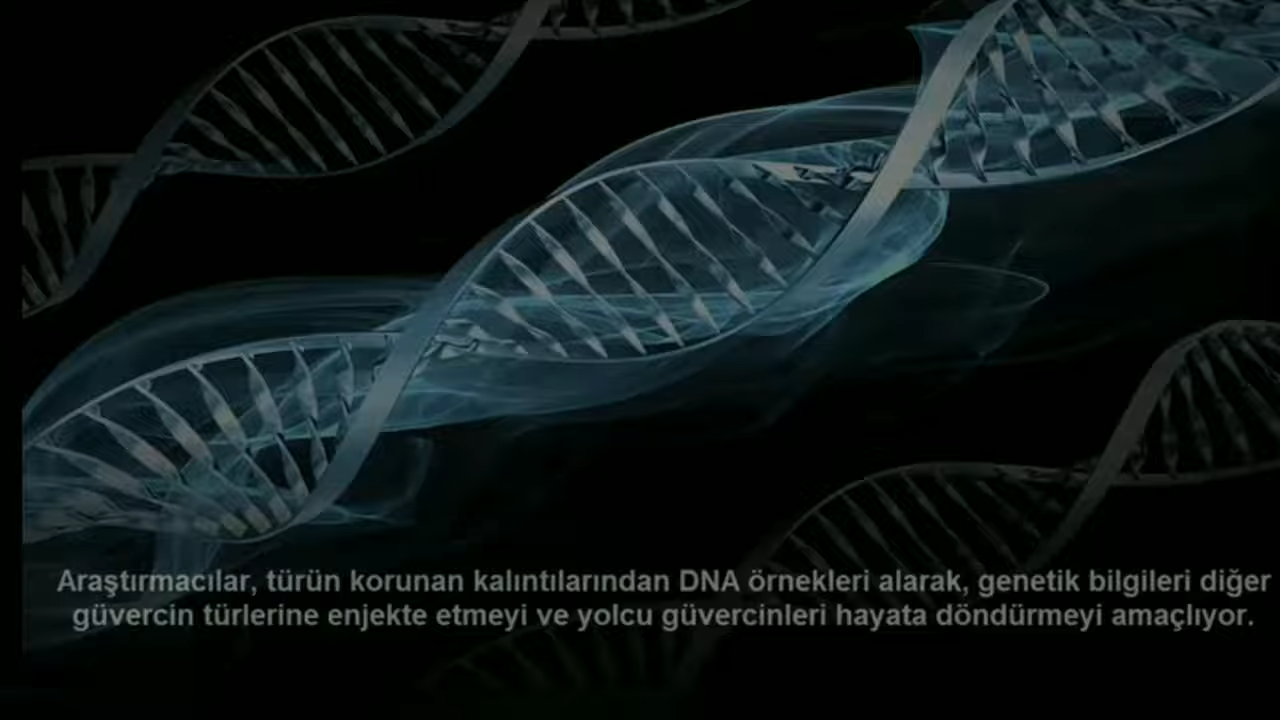 Araştırmacılar, türün korunan kalıntılarından DNA örnekleri alarak, genetik bilgileri diğer
güvercin türlerine enjekte etmeyi ve yolcu güvercinleri hayata döndürmeyi amaçlıyor.